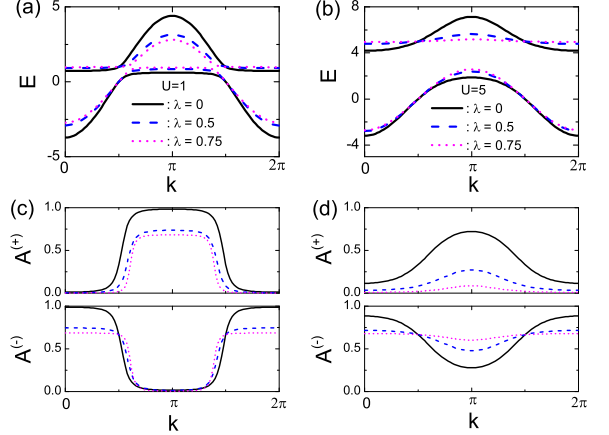 (a)
5
0
-5
E
U=1
: λ = 0
: λ = 0.5
: λ = 0.75
0
π
2π
k
(b)
8
4
0
-4
E
U=5
: λ = 0
: λ = 0.5
: λ = 0.75
0
π
2π
k
(c)
1.0
0.5
0.0
A(+)
1.0
0.5
0.0
A(-)
0
π
2π
k
(d)
1.0
0.5
0.0
A(+)
1.0
0.5
0.0
A(-)
0
π
2π
k